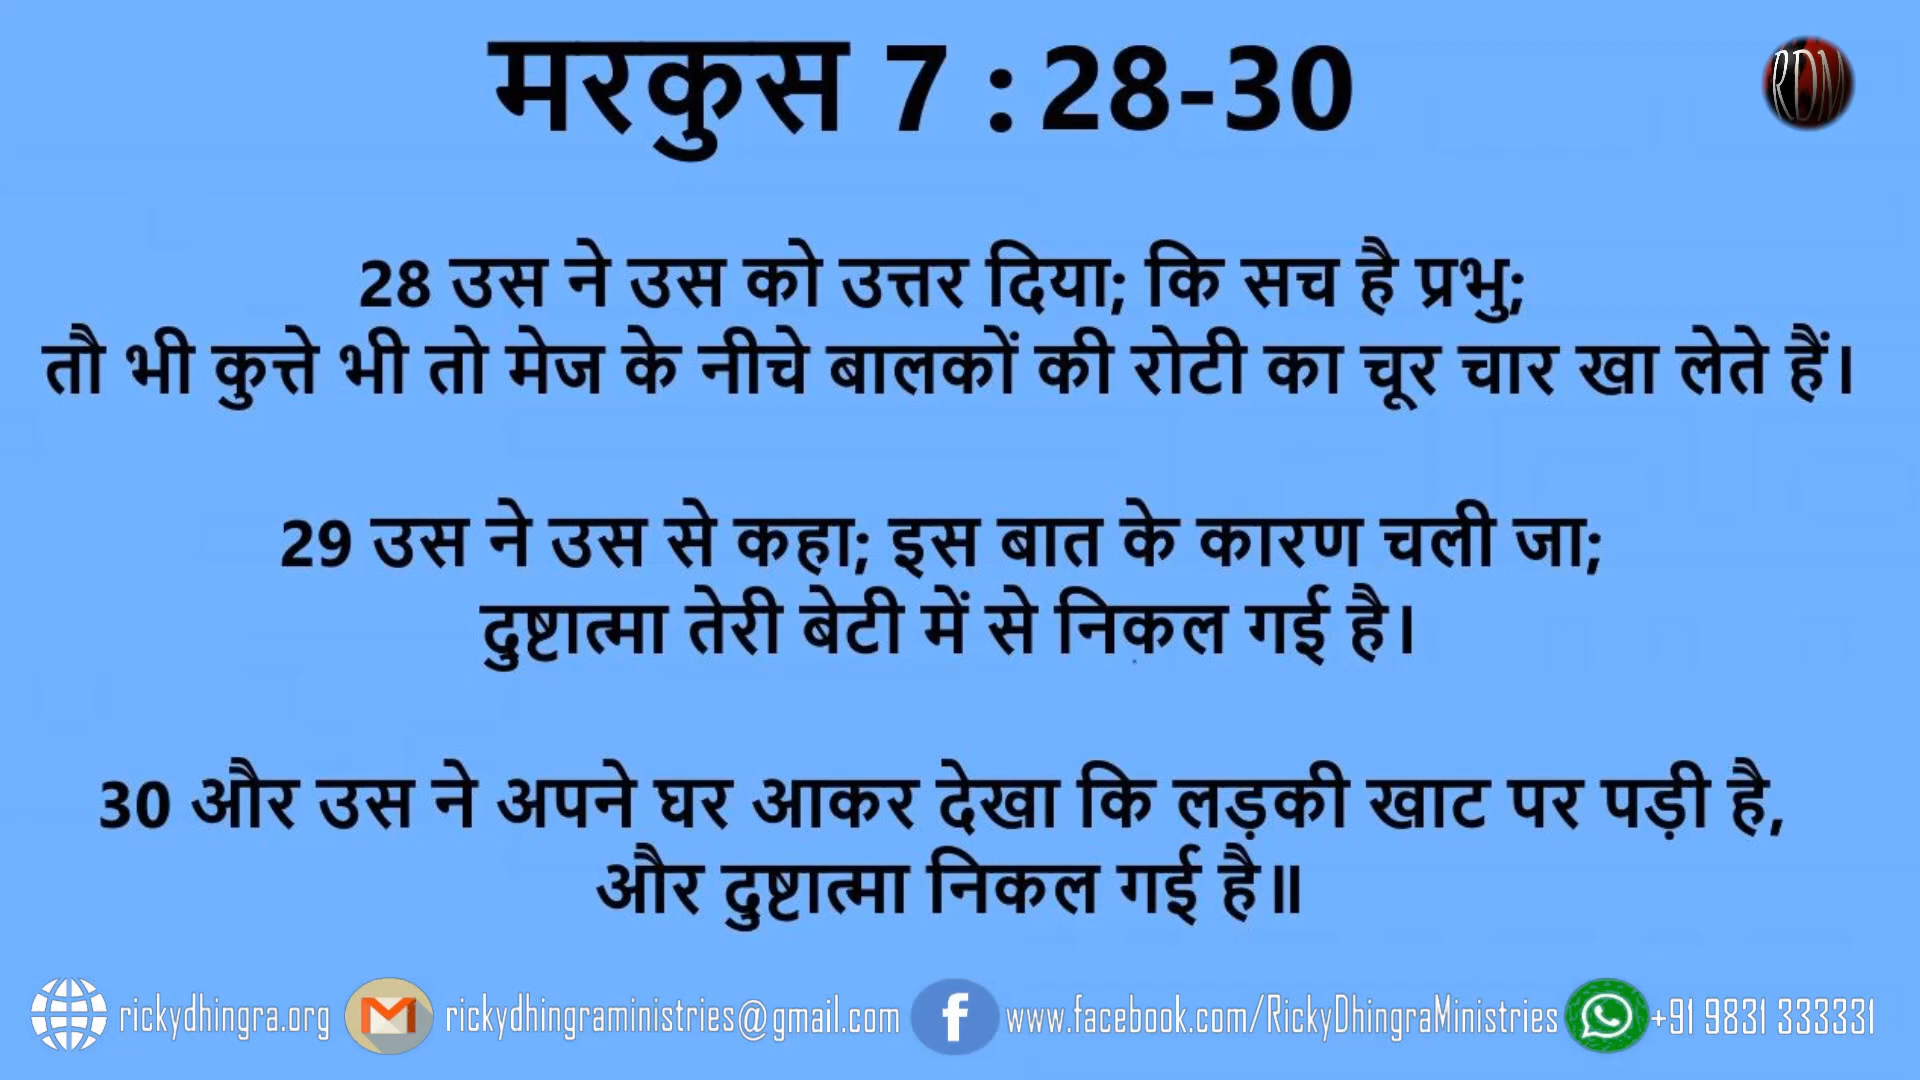 मरकुस 7 : 28-30
RDM
28 उस ने उस को उत्तर दिया; कि सच है प्रभु;
तौ भी कुत्ते भी तो मेज के नीचे बालकों की रोटी का चूर चार खा लेते हैं।
29 उस ने उस से कहा; इस बात के कारण चली जा;
दुष्टात्मा तेरी बेटी में से निकल गई है।
30 और उस ने अपने घर आकर देखा कि लड़की खाट पर पड़ी है,
और दुष्टात्मा निकल गई है॥
rickydhingra.org rickydhingraministries@gmail.com www.facebook.com/RickyDhingraMinistries +91 9831 333331